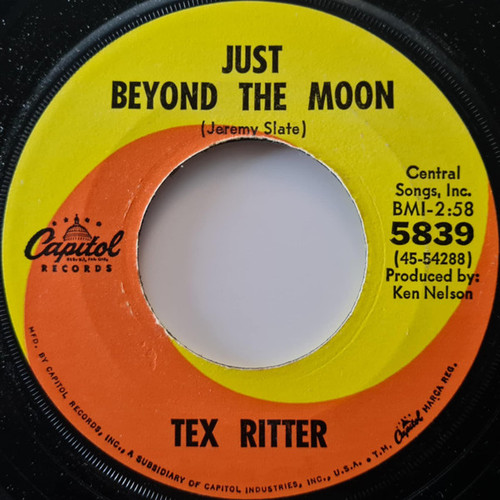 JUST
BEYOND THE MOON
(Jeremy Slate)
Central
Songs, Inc.
BMI-2:58
5839
(45-54288)
Produced by:
Ken Nelson
Capitol
RECORDS
TEX RITTER
MFD. BY CAPITOL RECORDS, INC., A SUBSIDIARY OF CAPITOL INDUSTRIES, INC., U.S.A. • T.M. Capitol MARCA REG.